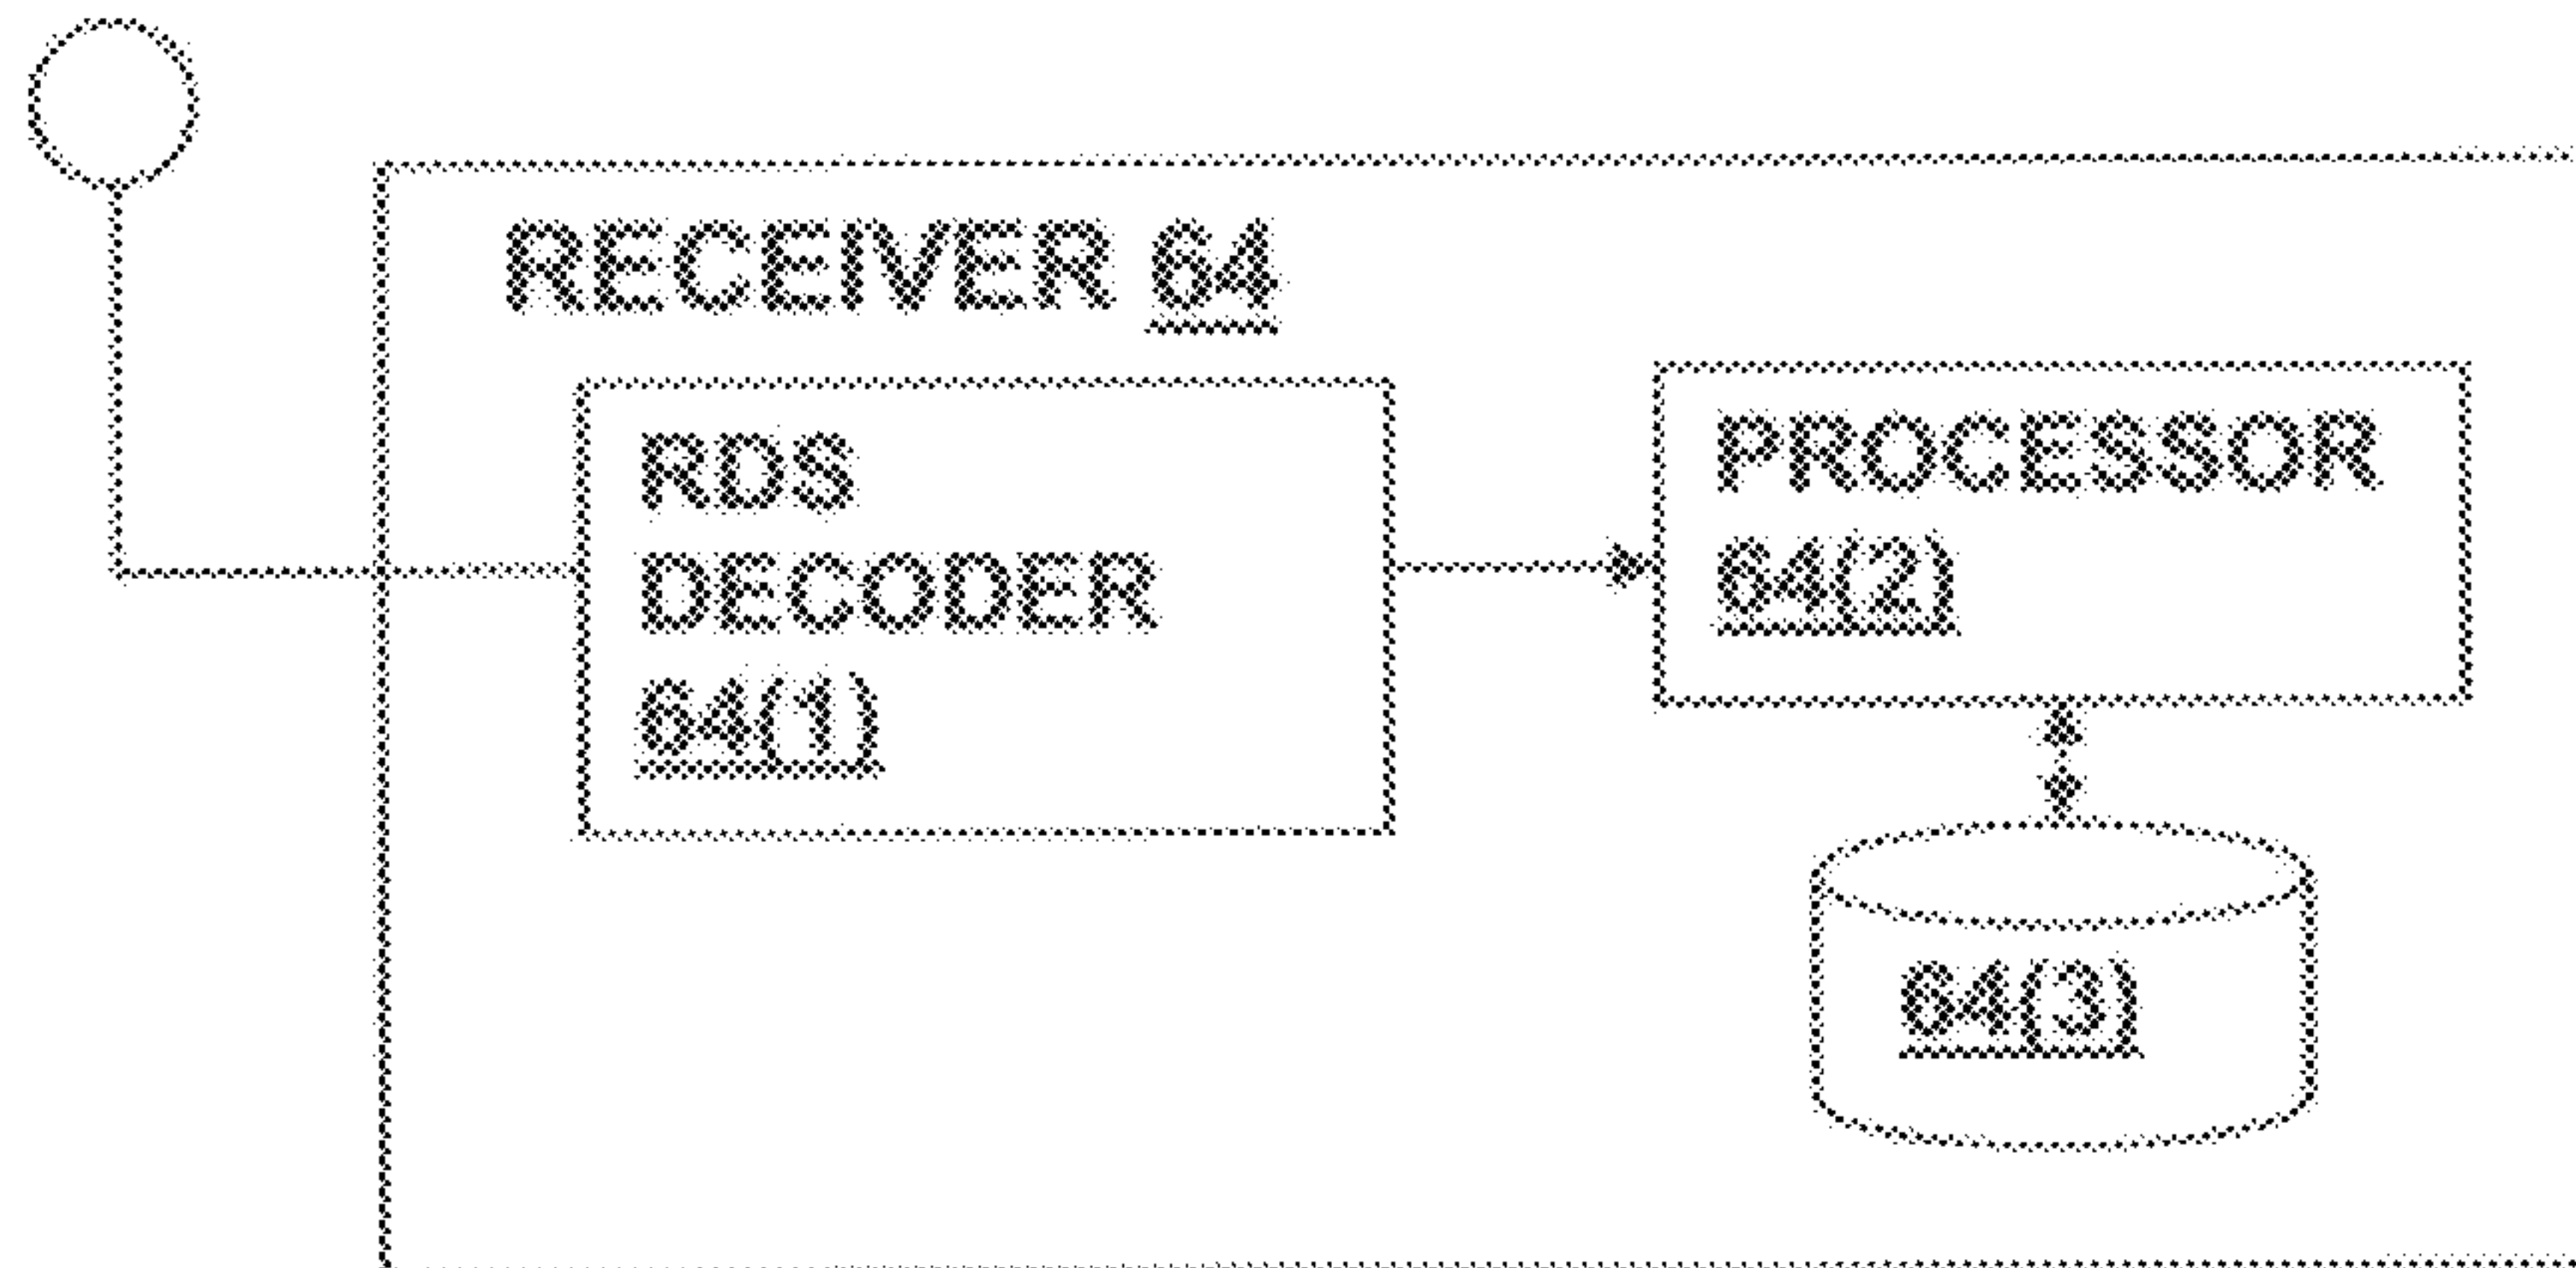 RECEIVER 64
RDS
DECODER
64(1)
PROCESSOR
64(2)
64(3)